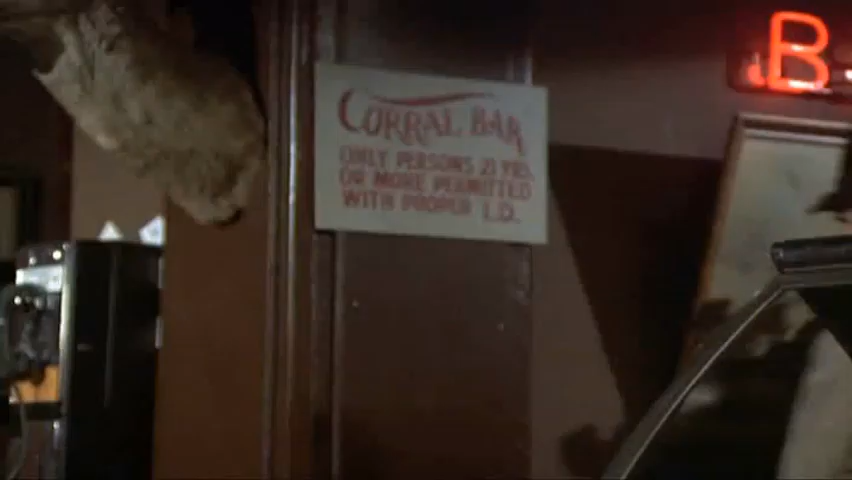 CORRAL BAR
ONLY PERSONS 21 YRS.
OR MORE PERMITTED
WITH PROPER I.D.
B